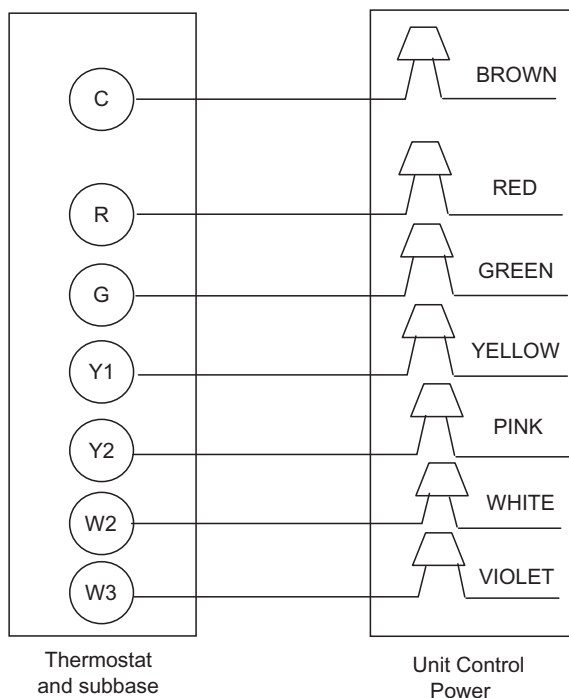 C
BROWN
R
RED
G
GREEN
Y1
YELLOW
Y2
PINK
W2
WHITE
W3
VIOLET
Thermostat
and subbase
Unit Control
Power